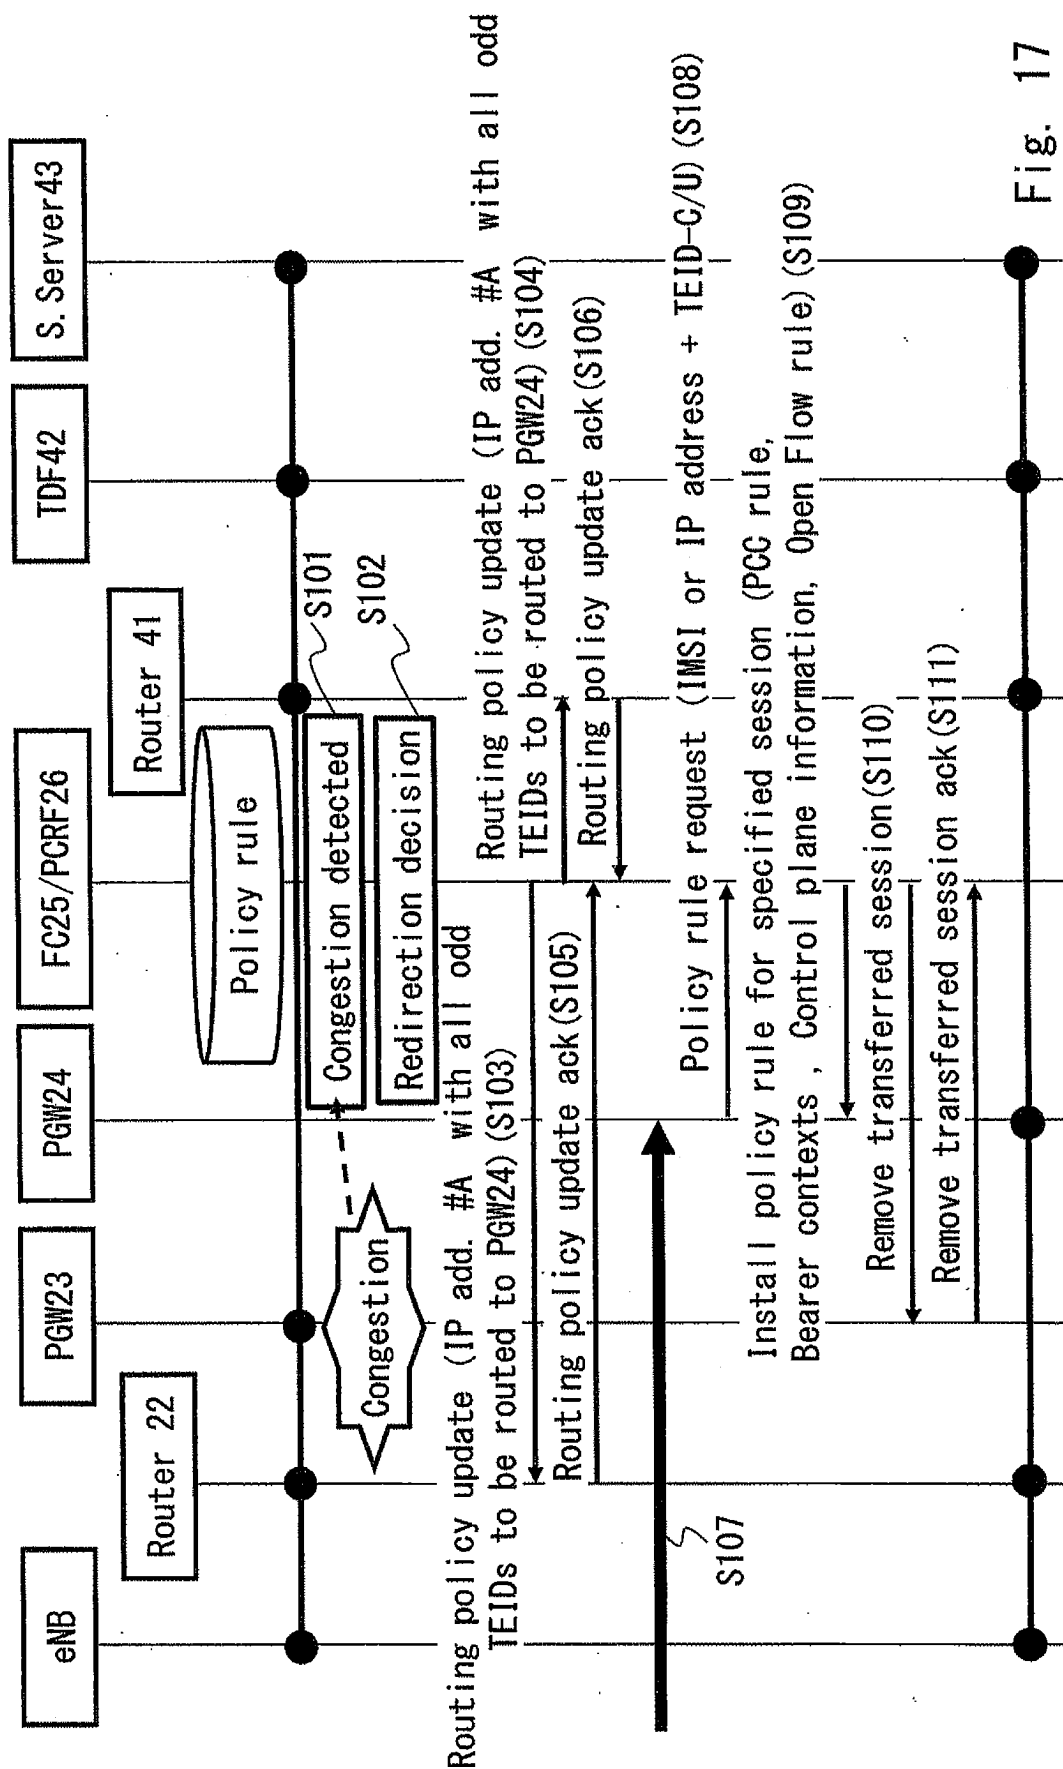 eNB
Router 22
PGW23
PGW24
FC25/PCRF26
Router 41
TDF42
S. Server43
Policy rule
Congestion
Congestion detected
S101
Redirection decision
S102
Routing policy update (IP add. #A with all odd
TEIDs to be routed to PGW24) (S103)
Routing policy update (IP add. #A with all odd
TEIDs to be routed to PGW24) (S104)
Routing policy update ack(S105)
Routing policy update ack(S106)
S107
Policy rule request (IMSI or IP address + TEID-C/U) (S108)
Install policy rule for specified session (PCC rule,
Bearer contexts , Control plane information, Open Flow rule) (S109)
Remove transferred session(S110)
Remove transferred session ack(S111)
Fig. 17